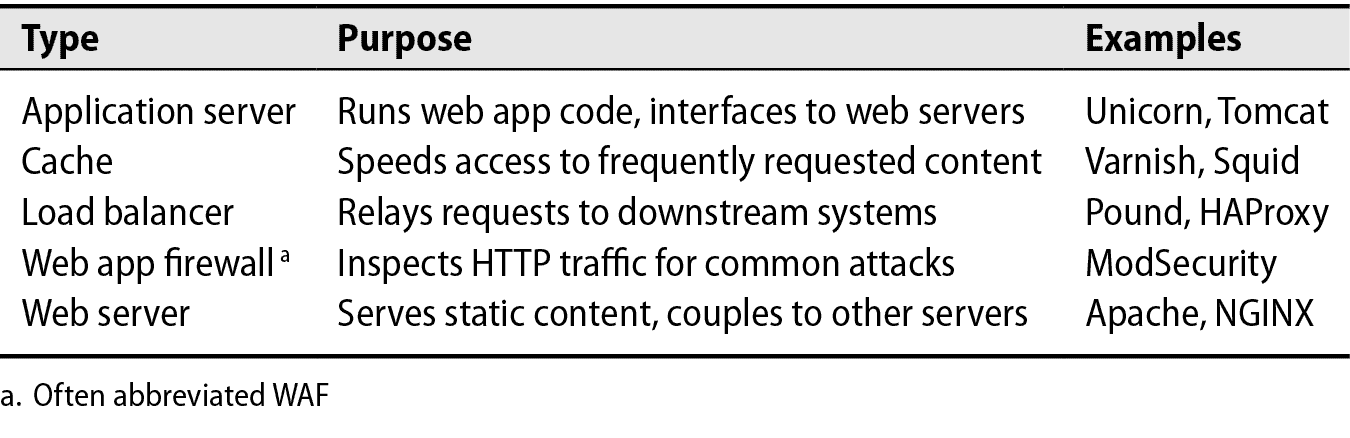 Type Purpose Examples
Application server Runs web app code, interfaces to web servers Unicorn, Tomcat
Cache Speeds access to frequently requested content Varnish, Squid
Load balancer Relays requests to downstream systems Pound, HAProxy
Web app firewall a Inspects HTTP traffic for common attacks ModSecurity
Web server Serves static content, couples to other servers Apache, NGINX
a. Often abbreviated WAF